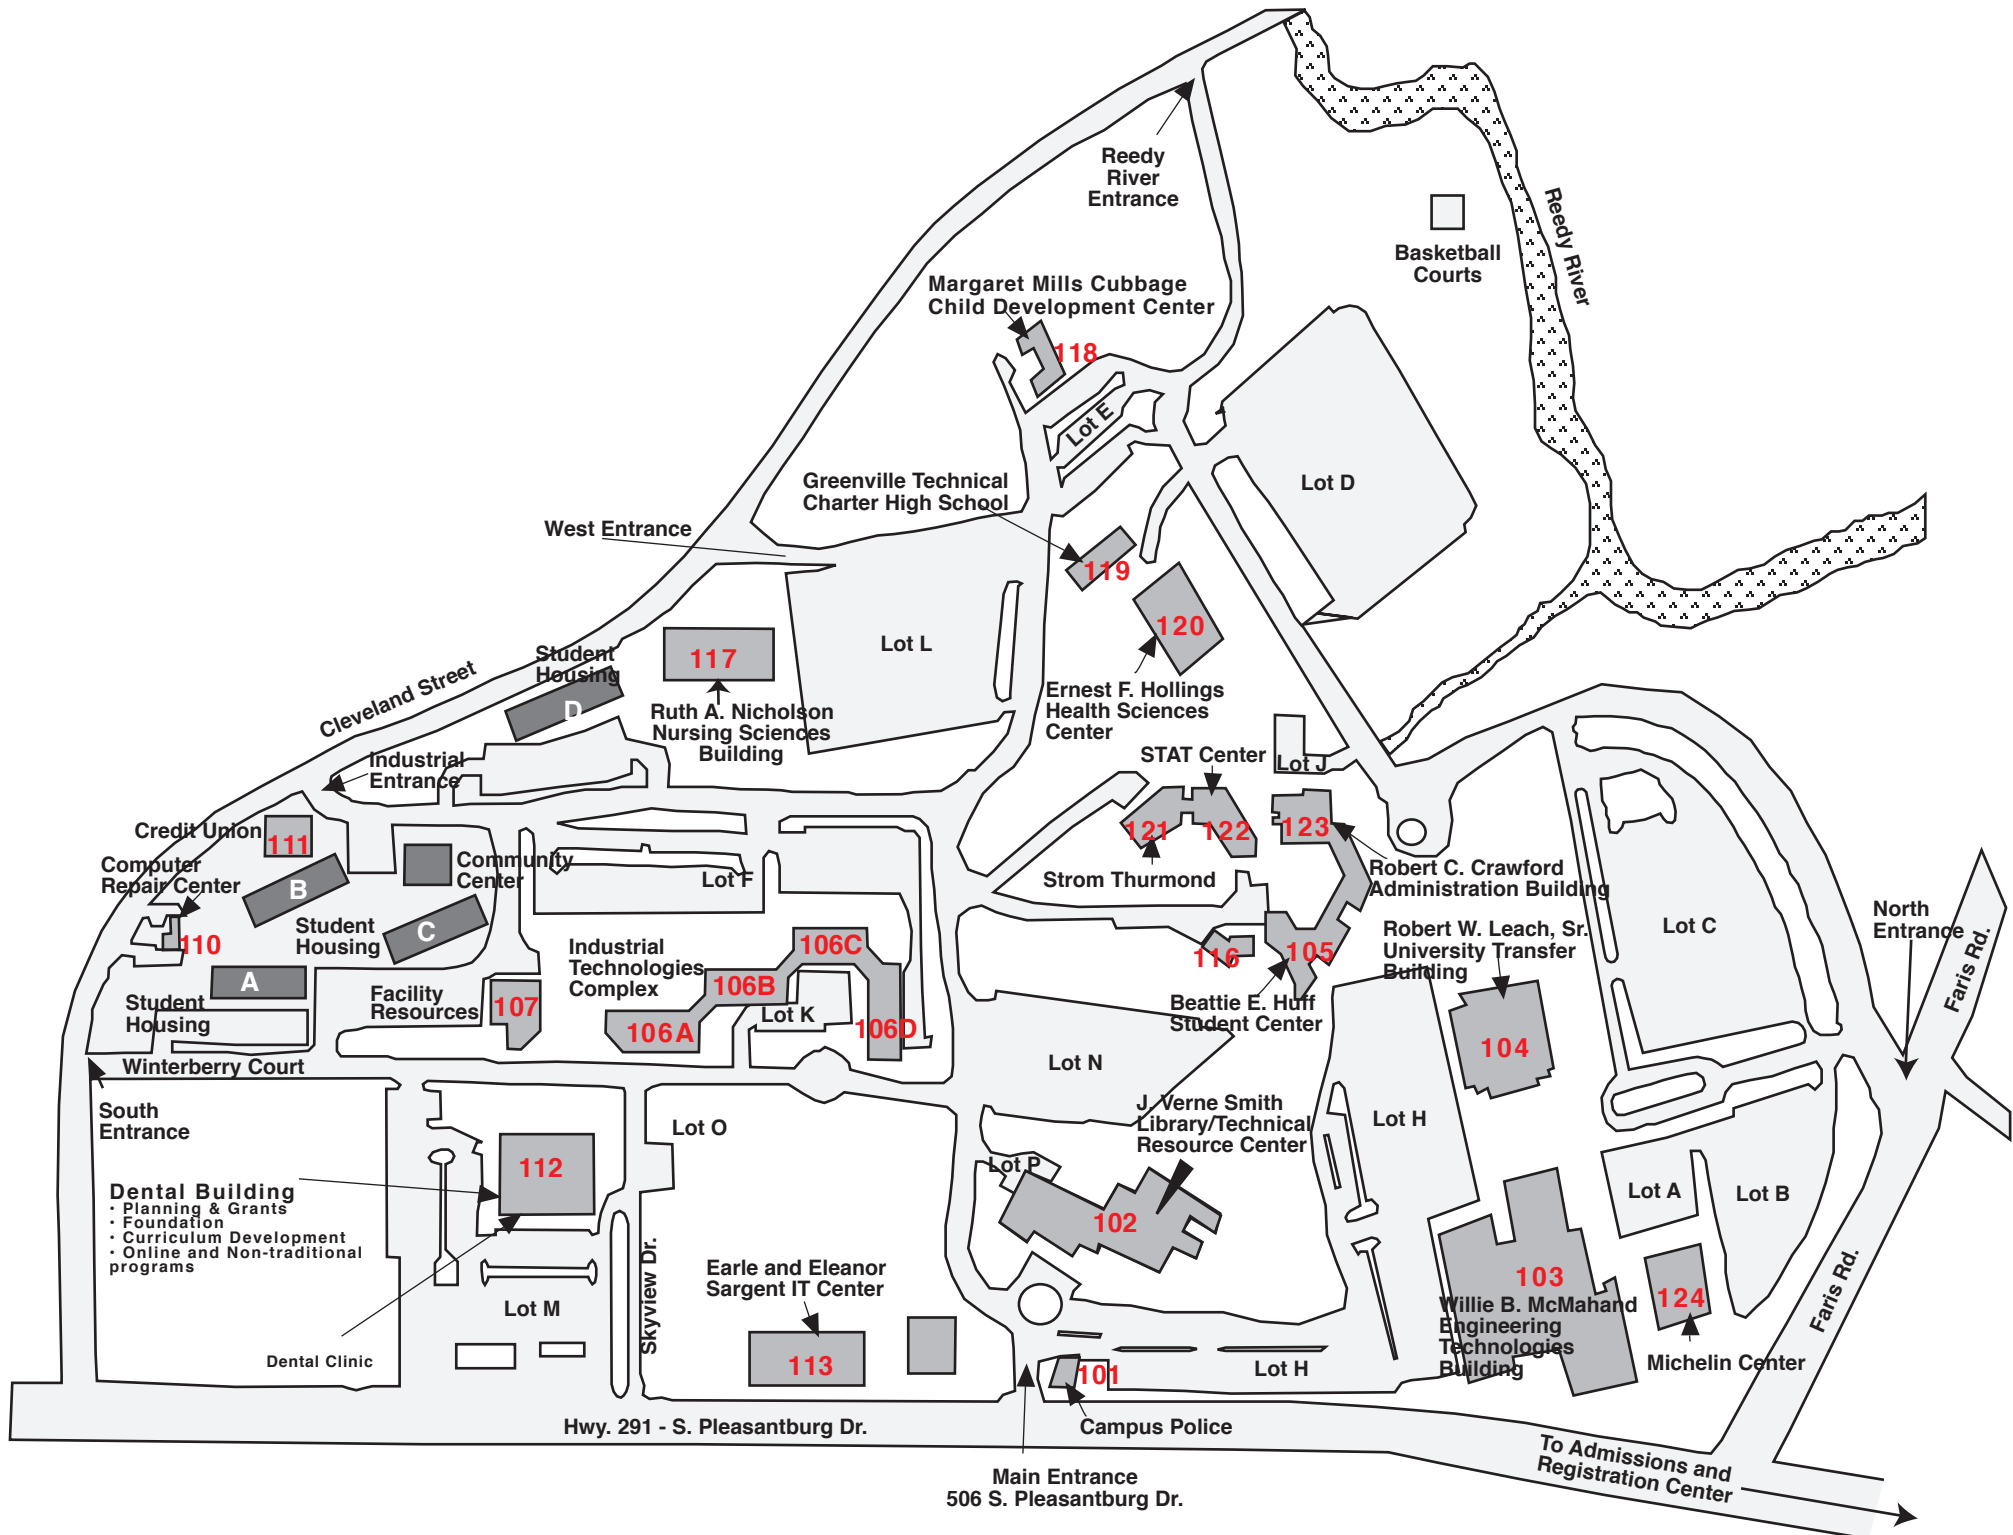 Reedy
River
Entrance
Reedy River
Basketball
Courts
Margaret Mills Cubbage
Child Development Center
118
Lot E
Greenville Technical
Charter High School
Lot D
West Entrance
119
120
Lot L
117
Student
Housing
D
Cleveland Street
Ruth A. Nicholson
Nursing Sciences
Building
Ernest F. Hollings
Health Sciences
Center
STAT Center
Lot J
Industrial
Entrance
Credit Union
111
121
122
123
Computer
Repair Center
B
Community
Center
Lot F
Strom Thurmond
Robert C. Crawford
Administration Building
110
Student
Housing
C
Industrial
Technologies
Complex
106C
116
105
Robert W. Leach, Sr.
University Transfer
Building
Lot C
North
Entrance
Faris Rd.
A
Student
Housing
Facility
Resources
107
106B
106A
Lot K
106D
Beattie E. Huff
Student Center
104
Winterberry Court
Lot N
South
Entrance
Lot O
J. Verne Smith
Library/Technical
Resource Center
Lot H
112
Lot P
Dental Building
• Planning & Grants
• Foundation
• Curriculum Development
• Online and Non-traditional
programs
102
Lot A
Lot B
Skyview Dr.
Earle and Eleanor
Sargent IT Center
Lot M
103
Willie B. McMahand
Engineering
Technologies
Building
124
Faris Rd.
Dental Clinic
113
101
Lot H
Michelin Center
Hwy. 291 - S. Pleasantburg Dr.
Campus Police
To Admissions and
Registration Center
Main Entrance
506 S. Pleasantburg Dr.